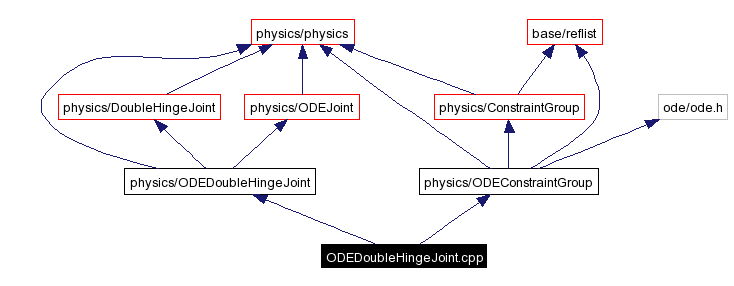 physics/physics
base/reflist
physics/DoubleHingeJoint
physics/ODEJoint
physics/ConstraintGroup
ode/ode.h
physics/ODEDoubleHingeJoint
physics/ODEConstraintGroup
ODEDoubleHingeJoint.cpp